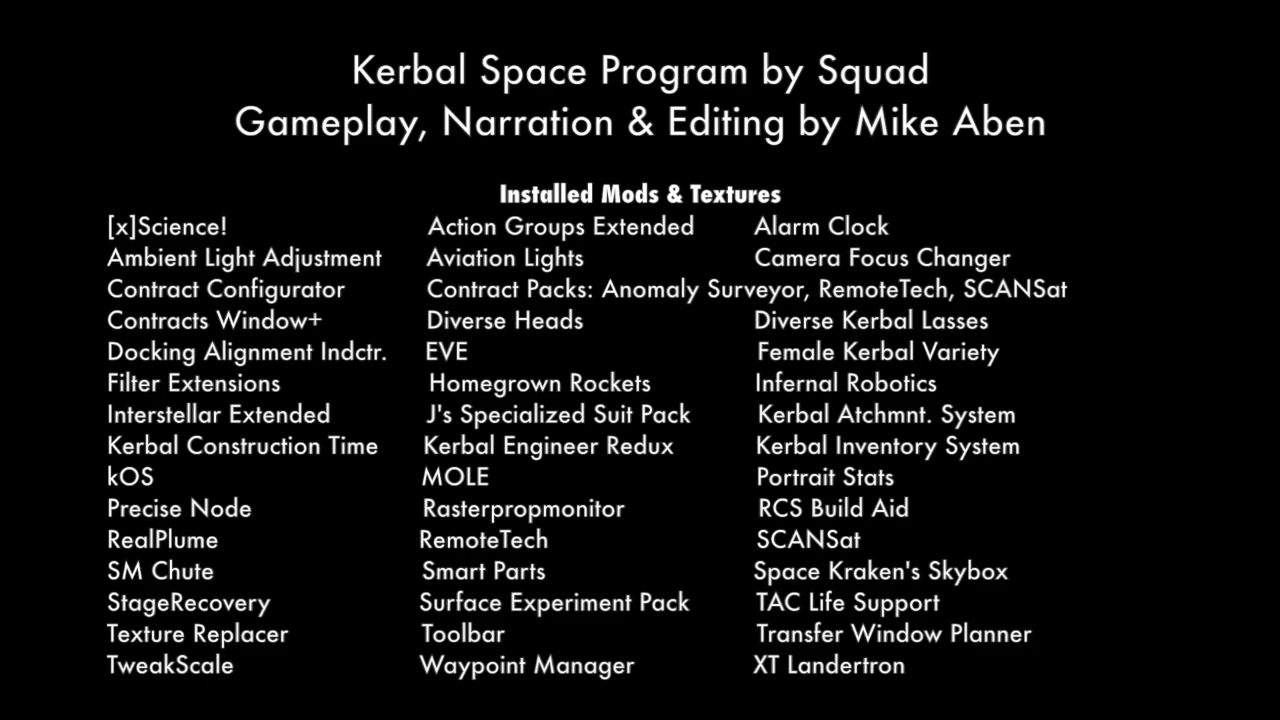 Kerbal Space Program by Squad
Gameplay, Narration & Editing by Mike Aben
Installed Mods & Textures
[x]Science! Action Groups Extended Alarm Clock
Ambient Light Adjustment Aviation Lights Camera Focus Changer
Contract Configurator Contract Packs: Anomaly Surveyor, RemoteTech, SCANSat
Contracts Window+ Diverse Heads Diverse Kerbal Lasses
Docking Alignment Indctr. EVE Female Kerbal Variety
Filter Extensions Homegrown Rockets Infernal Robotics
Interstellar Extended J's Specialized Suit Pack Kerbal Atchmnt. System
Kerbal Construction Time Kerbal Engineer Redux Kerbal Inventory System
kOS MOLE Portrait Stats
Precise Node Rasterpropmonitor RCS Build Aid
RealPlume RemoteTech SCANSat
SM Chute Smart Parts Space Kraken's Skybox
StageRecovery Surface Experiment Pack TAC Life Support
Texture Replacer Toolbar Transfer Window Planner
TweakScale Waypoint Manager XT Landertron